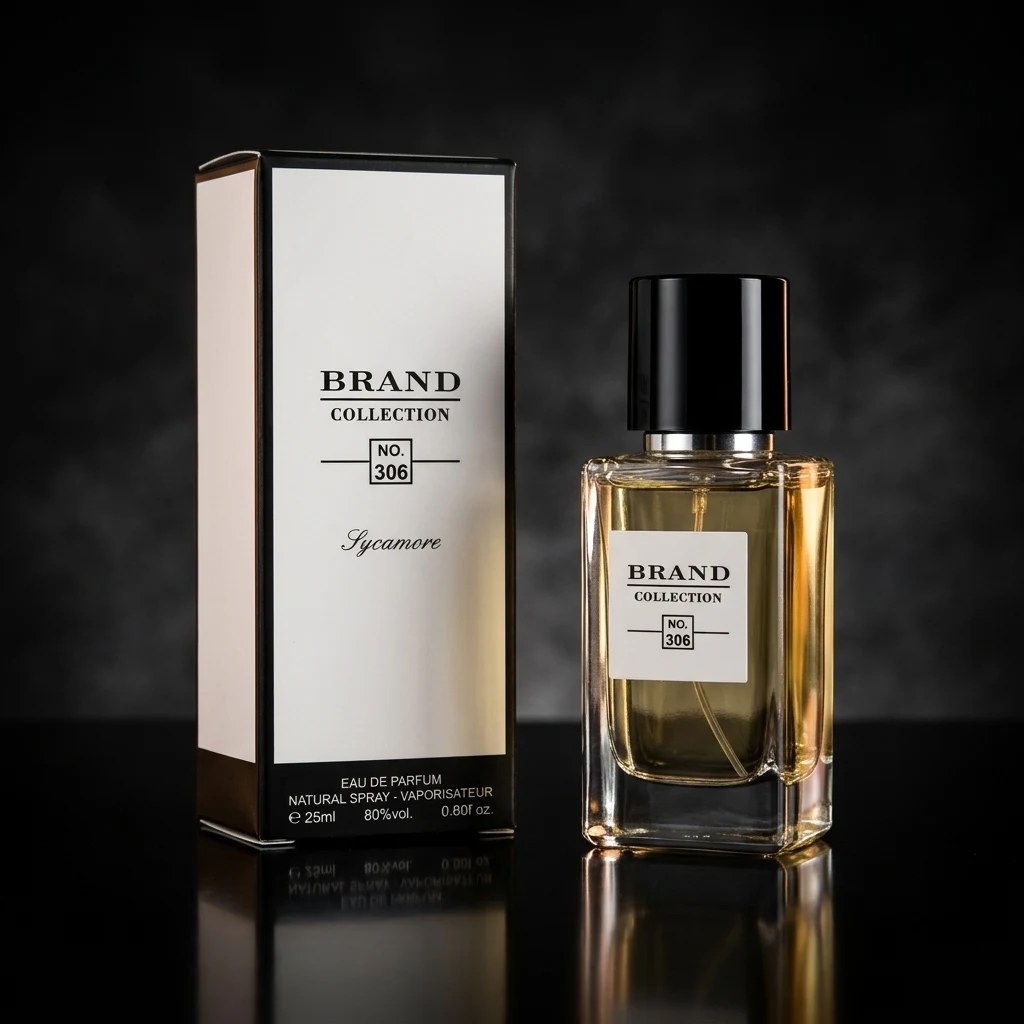 BRAND
COLLECTION
NO.
306
Sycamore
EAU DE PARFUM
NATURAL SPRAY - VAPORISATEUR
℮ 25ml 80%vol. 0.80f oz.
BRAND
COLLECTION
NO.
306